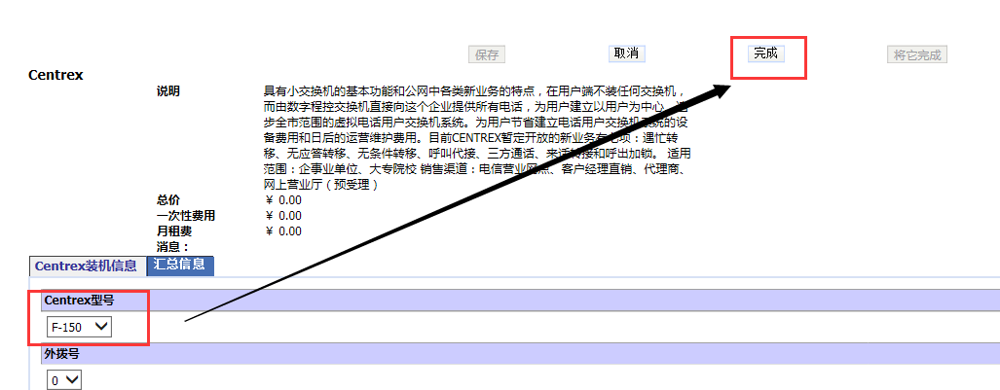 保存 取消 完成 将它完成
Centrex
说明 具有小交换机的基本功能和公网中各类新业务的特点，在用户端不装任何交换机，
而由数字程控交换机直接向这个企业提供所有电话，为用户建立以用户为中心、
步全市范围的虚拟电话用户交换机系统。为用户节省建立电话用户交换机系统的设
备费用和日后的运营维护费用。目前CENTREX暂定开放的新业务有 项：遇忙转
移、无应答转移、无条件转移、呼叫代接、三方通话、来话转接和呼出加锁。 适用
范围：企事业单位、大专院校 销售渠道：电信营业网点、客户经理直销、代理商、
网上营业厅（预受理）
总价 ￥ 0.00
一次性费用 ￥ 0.00
月租费 ￥ 0.00
消息：
Centrex装机信息 汇总信息
Centrex型号
F-150
外拨号
0